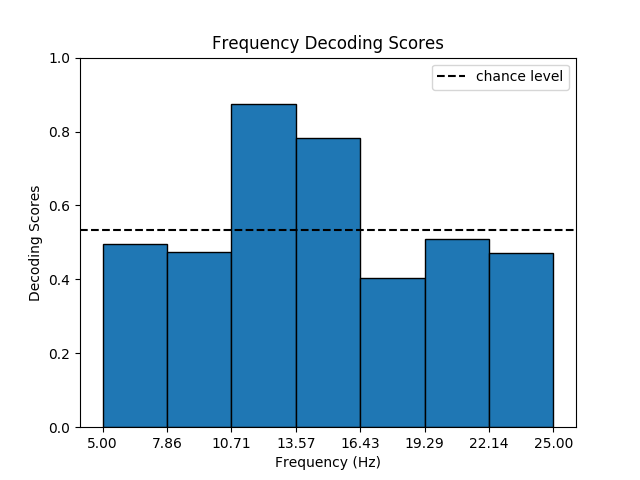 Frequency Decoding Scores
chance level
1.0
0.8
0.6
0.4
0.2
0.0
Decoding Scores
5.00 7.86 10.71 13.57 16.43 19.29 22.14 25.00
Frequency (Hz)